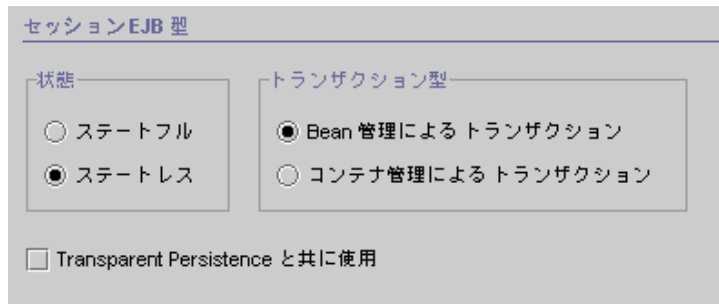 セッションEJB 型
状態
トランザクション型
ステートフル
Bean 管理による トランザクション
ステートレス
コンテナ管理による トランザクション
Transparent Persistence と共に使用